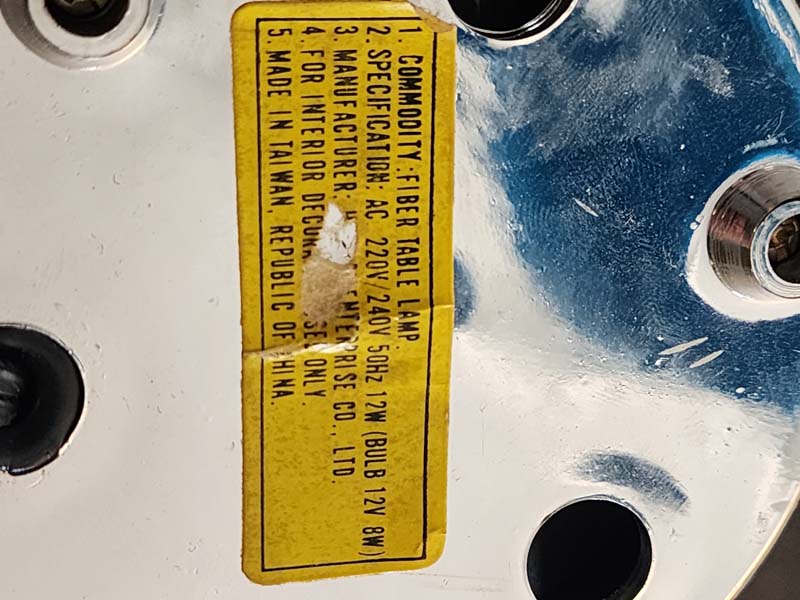 1. COMMODITY: FIBER TABLE LAMP.
2. SPECIFICATION: AC 220V/240V 50Hz 12W (BULB 12V 8W)
3. MANUFACTURER: ENTERPRISE CO., LTD.
4. FOR INTERIOR ONLY.
5. MADE IN TAIWAN, REPUBLIC OF CHINA.